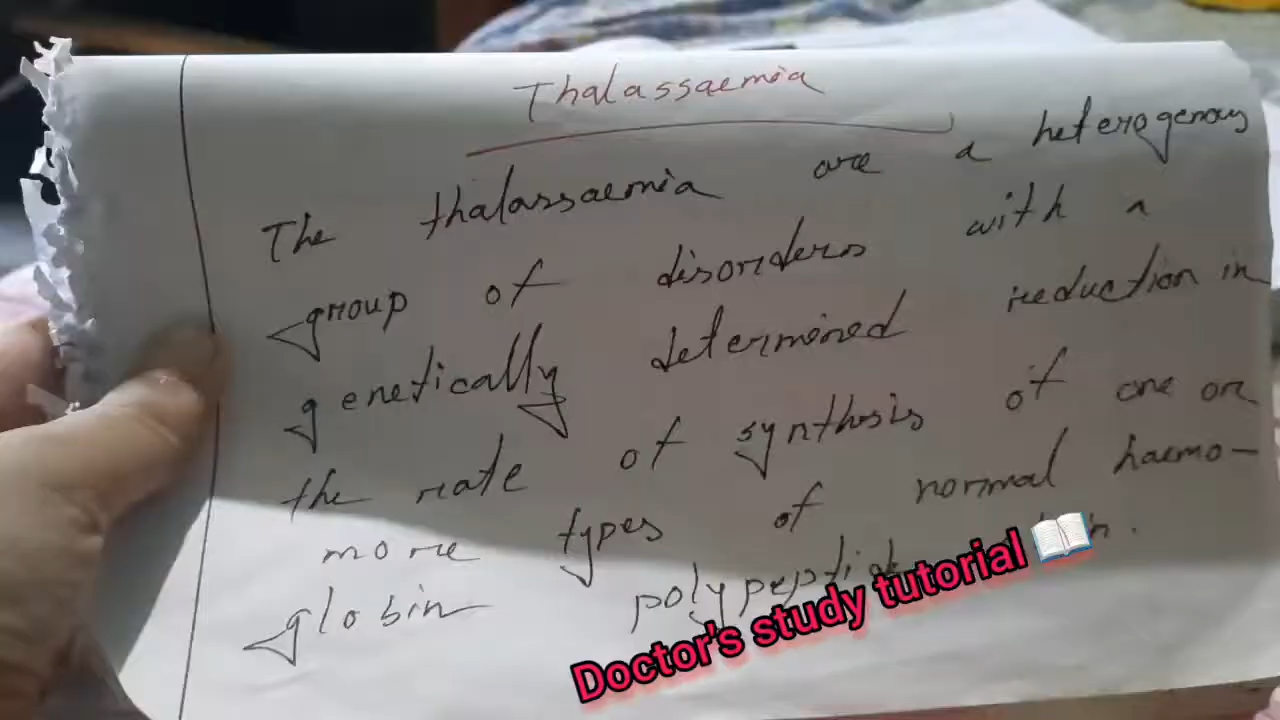 Thalassaemia
The thalassaemia are a heterogenous
group of disorders with a
genetically determined reduction in
the rate of synthesis of one or
more types of normal haemo-
globin
Doctor's study tutorial 📖